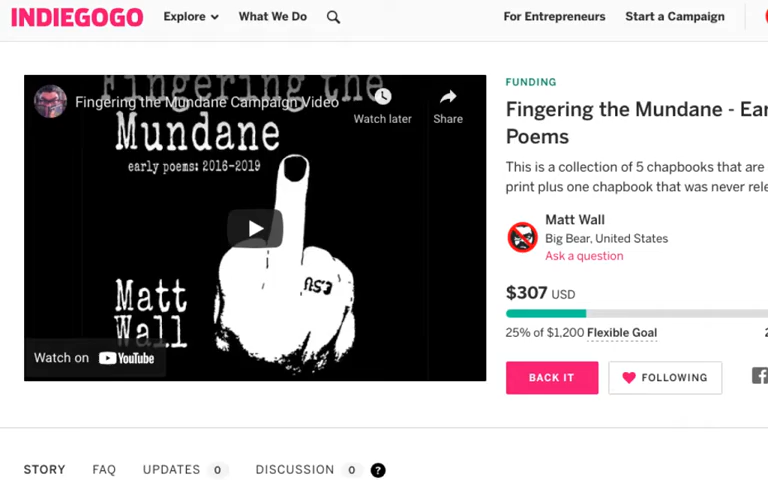 INDIEGOGO
Explore
What We Do
For Entrepreneurs
Start a Campaign
Fingering the
Fingering the Mundane Campaign Video
Watch later
Share
Mundane
early poems: 2016-2019
Matt
Wall
Watch on YouTube
FUNDING
Fingering the Mundane - Ear
Poems
This is a collection of 5 chapbooks that are
print plus one chapbook that was never rele
Matt Wall
Big Bear, United States
Ask a question
$307 USD
25% of $1,200 Flexible Goal
BACK IT
FOLLOWING
STORY
FAQ
UPDATES 0
DISCUSSION 0 ?